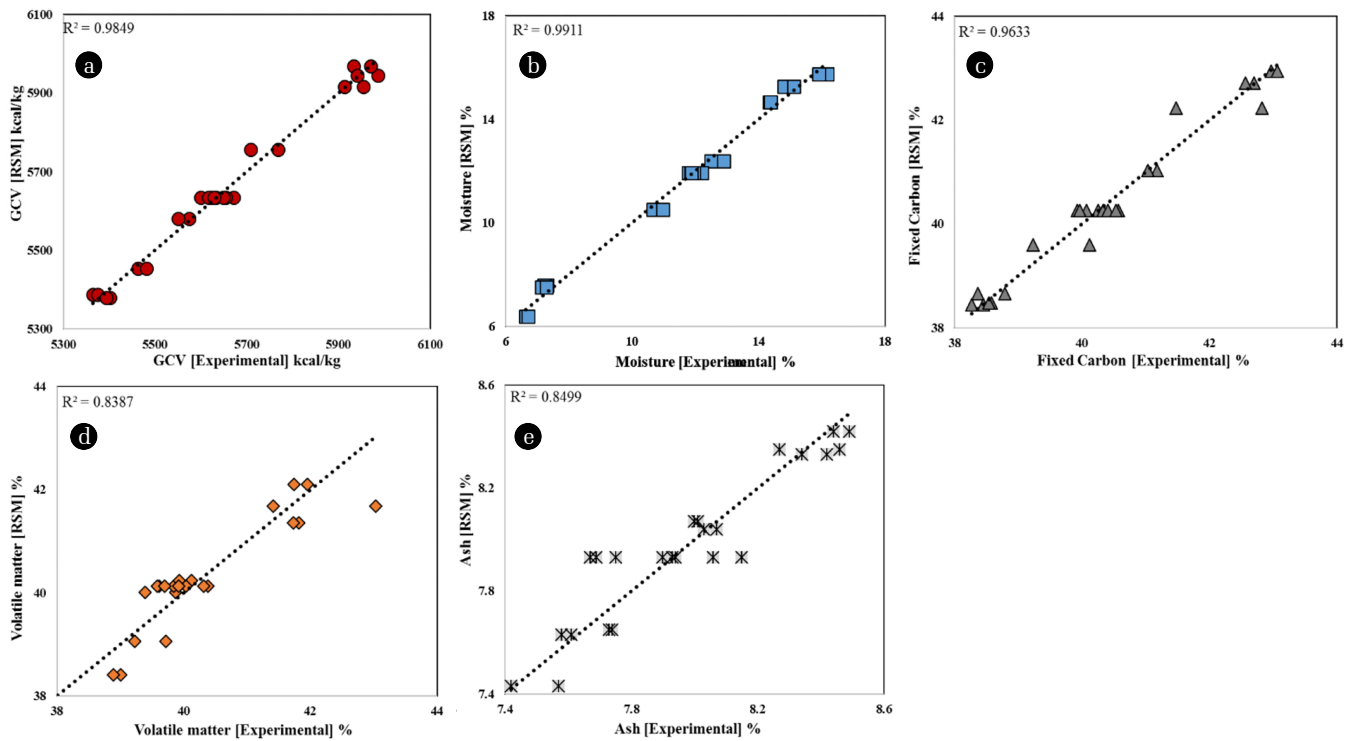 6100
R² = 0.9849
a
5900
5700
5500
5300
GCV [RSM] kcal/kg
5300 5500 5700 5900 6100
GCV [Experimental] kcal/kg
18
R² = 0.9911
b
14
10
6
Moisture [RSM] %
6 10 14 18
Moisture [Experimental] %
44
R² = 0.9633
c
42
40
38
Fixed Carbon [RSM] %
38 40 42 44
Fixed Carbon [Experimental] %
44
R² = 0.8387
d
42
40
38
Volatile matter [RSM] %
38 40 42 44
Volatile matter [Experimental] %
8.6
R² = 0.8499
e
8.2
7.8
7.4
Ash [RSM] %
7.4 7.8 8.2 8.6
Ash [Experimental] %